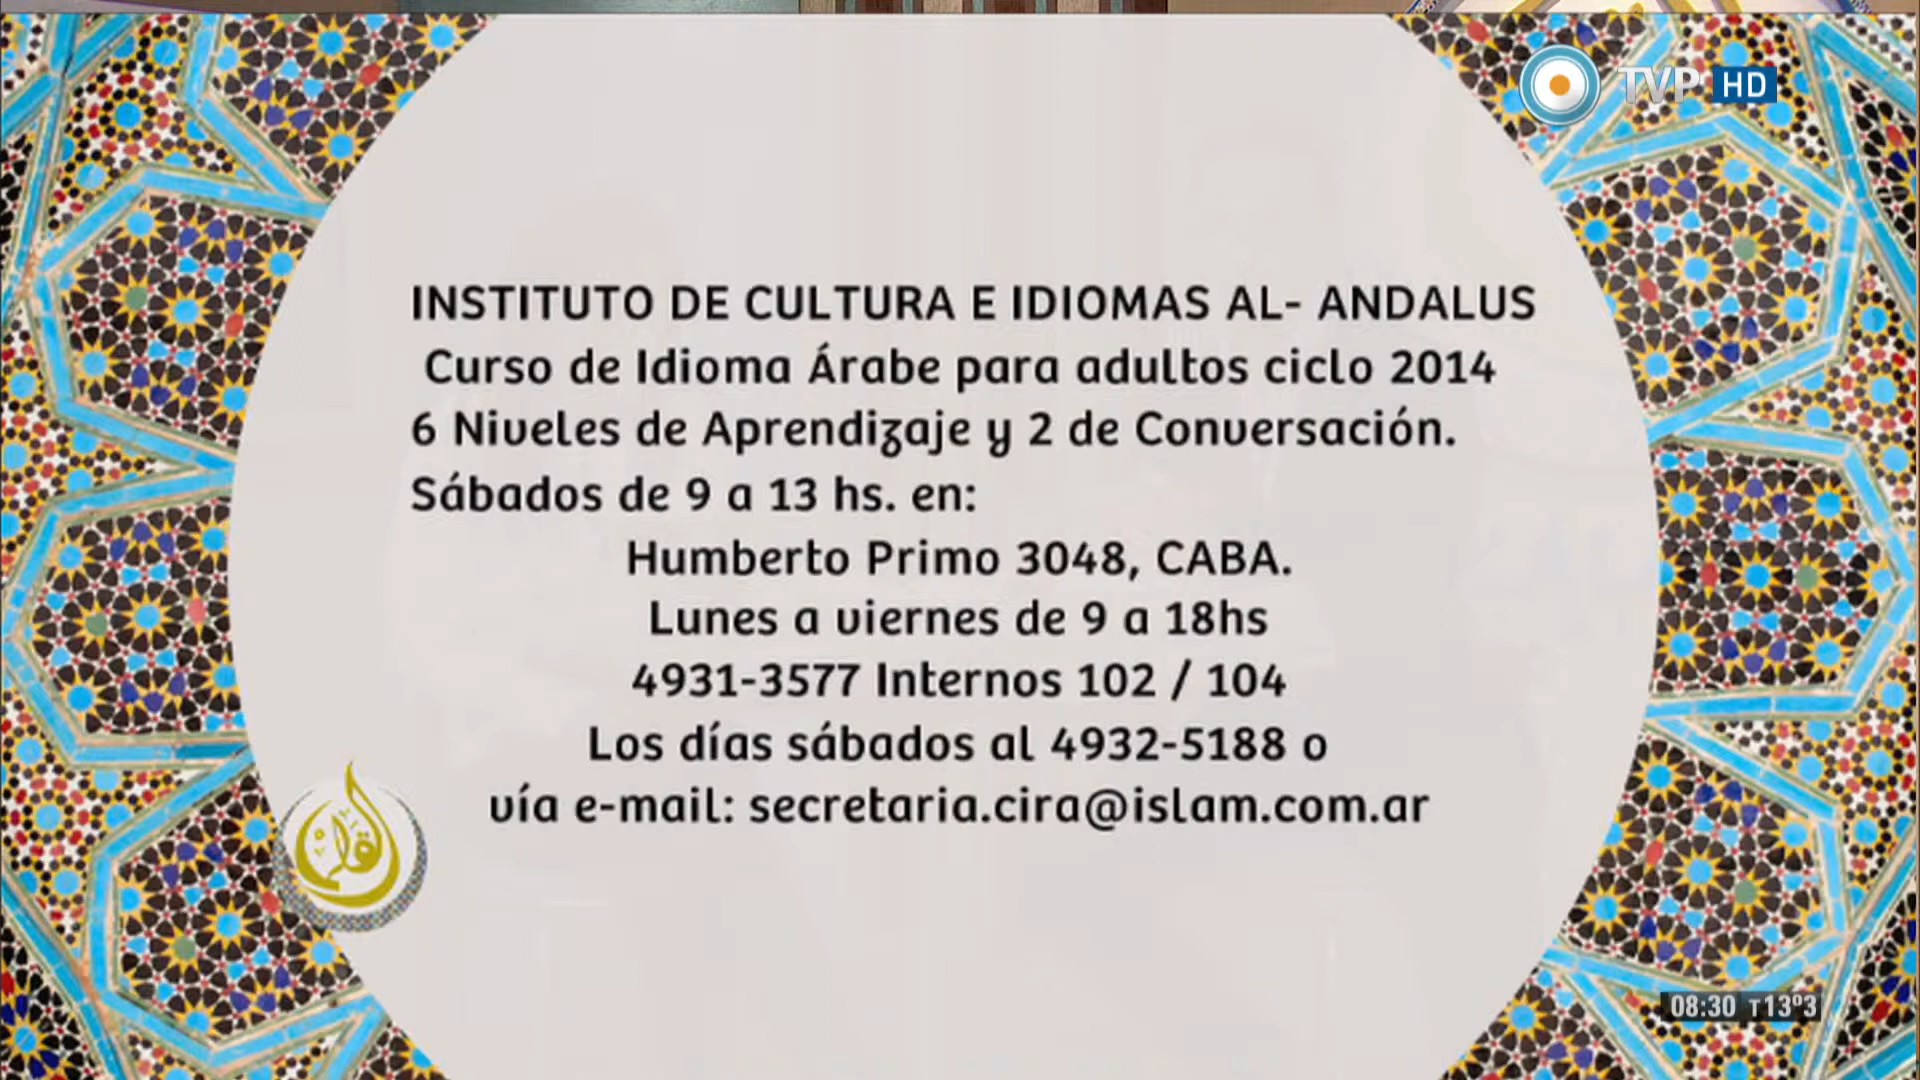 TVP HD
INSTITUTO DE CULTURA E IDIOMAS AL- ANDALUS
Curso de Idioma Árabe para adultos ciclo 2014
6 Niveles de Aprendizaje y 2 de Conversación.
Sábados de 9 a 13 hs. en:
Humberto Primo 3048, CABA.
Lunes a viernes de 9 a 18hs
4931-3577 Internos 102 / 104
Los días sábados al 4932-5188 o
vía e-mail: secretaria.cira@islam.com.ar
08:30 T13º3